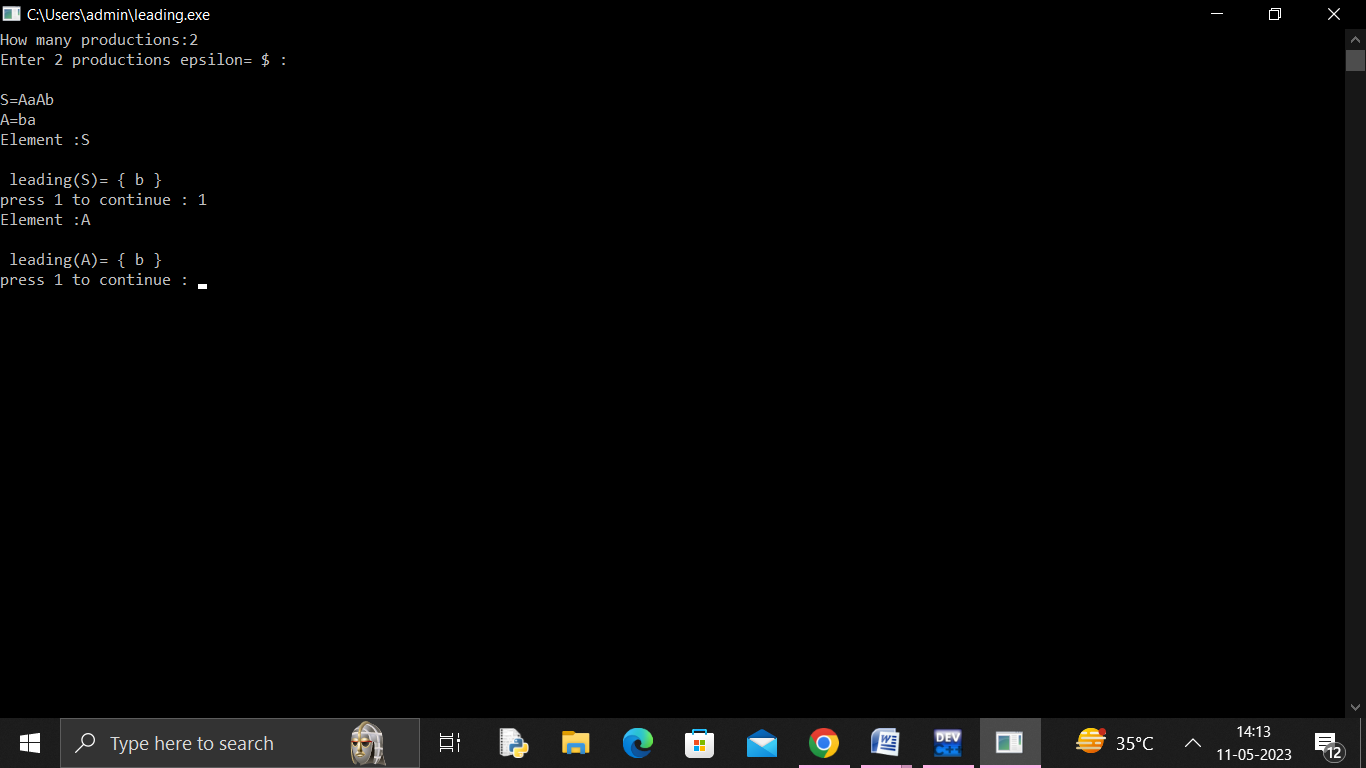 C:\Users\admin\leading.exe
How many productions:2
Enter 2 productions epsilon= $ :
S=AaAb
A=ba
Element :S
leading(S)= { b }
press 1 to continue : 1
Element :A
leading(A)= { b }
press 1 to continue :
Type here to search
DEV
C++
35°C
14:13
11-05-2023
12